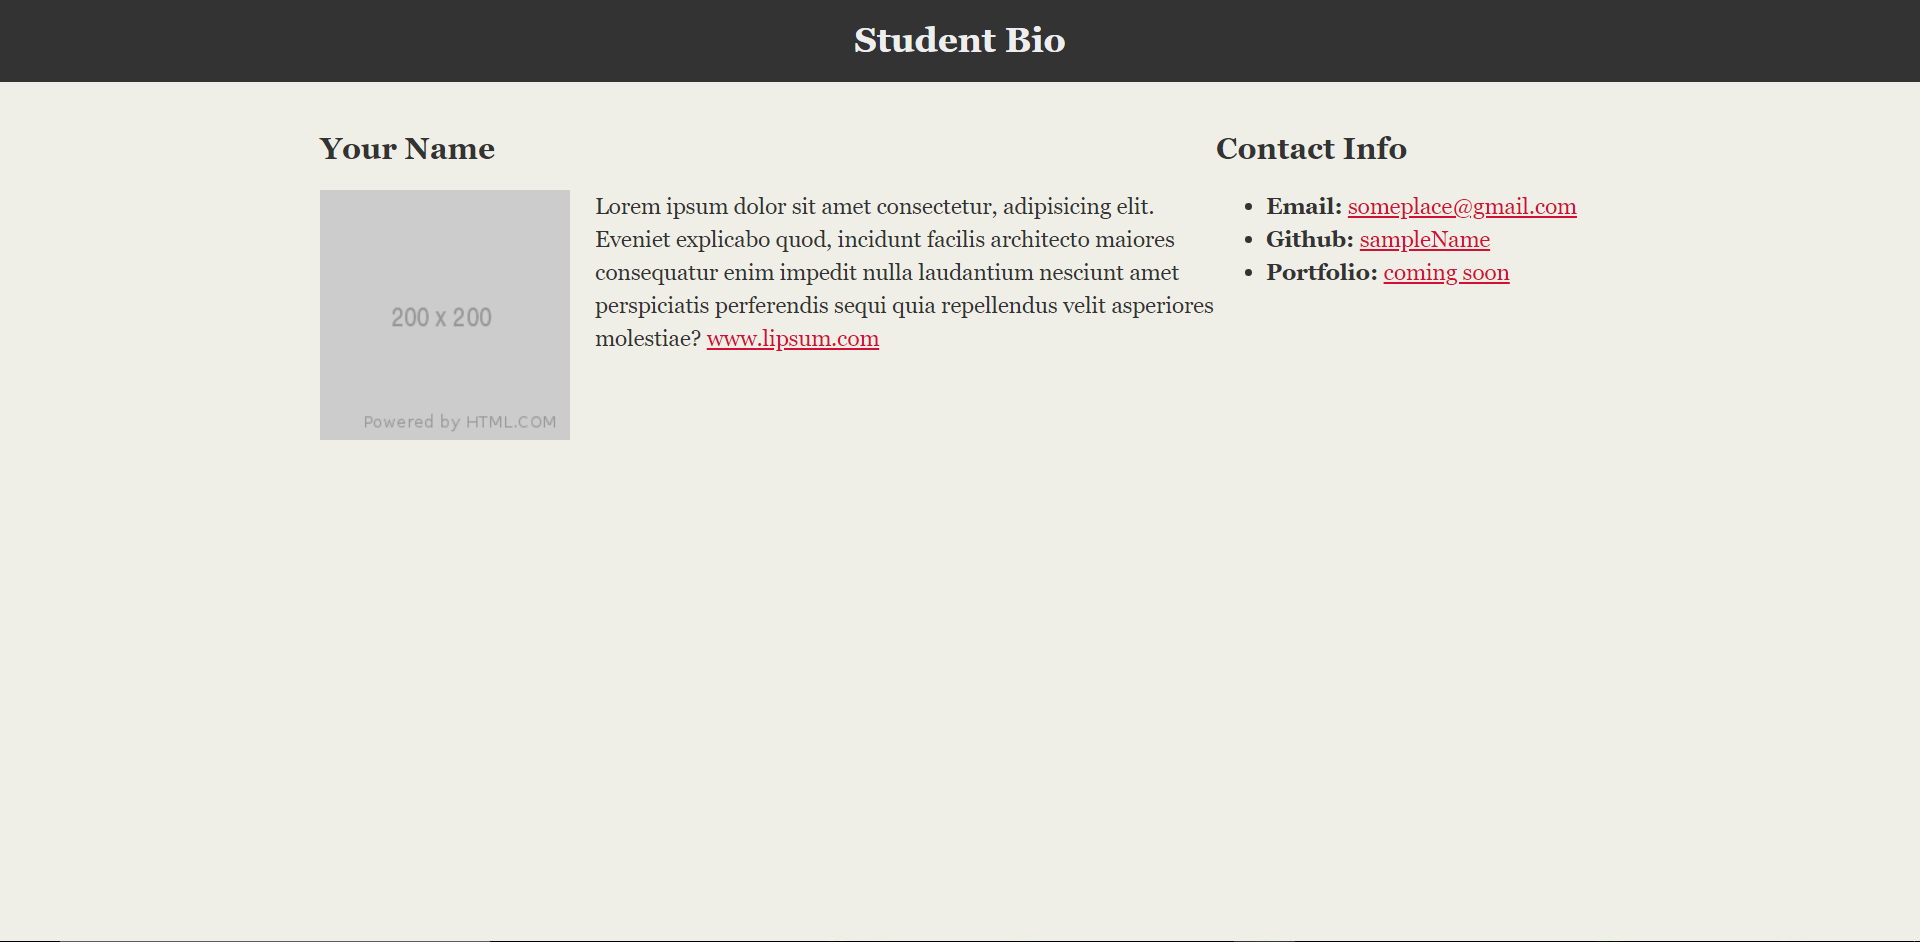 Student Bio
Your Name
200 x 200
Powered by HTML.COM
Lorem ipsum dolor sit amet consectetur, adipisicing elit.
Eveniet explicabo quod, incidunt facilis architecto maiores
consequatur enim impedit nulla laudantium nesciunt amet
perspiciatis perferendis sequi quia repellendus velit asperiores
molestiae? www.lipsum.com
Contact Info
• Email: someplace@gmail.com
• Github: sampleName
• Portfolio: coming soon